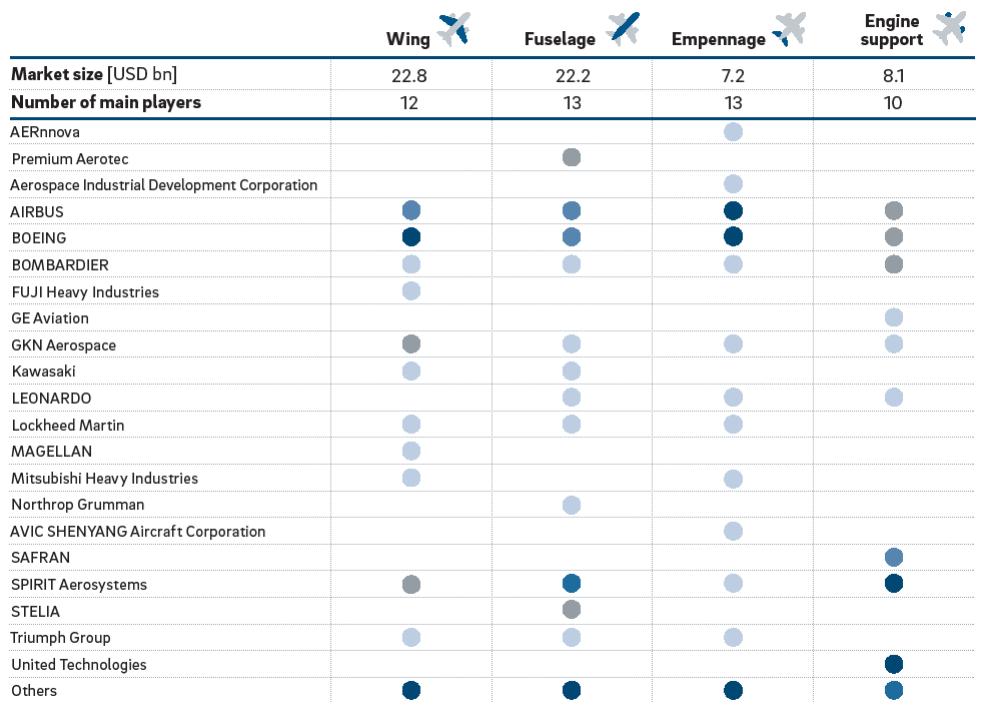 Wing Fuselage Empennage Engine support
Market size [USD bn] 22.8 22.2 7.2 8.1
Number of main players 12 13 13 10
AERnnova
Premium Aerotec
Aerospace Industrial Development Corporation
AIRBUS
BOEING
BOMBARDIER
FUJI Heavy Industries
GE Aviation
GKN Aerospace
Kawasaki
LEONARDO
Lockheed Martin
MAGELLAN
Mitsubishi Heavy Industries
Northrop Grumman
AVIC SHENYANG Aircraft Corporation
SAFRAN
SPIRIT Aerosystems
STELIA
Triumph Group
United Technologies
Others